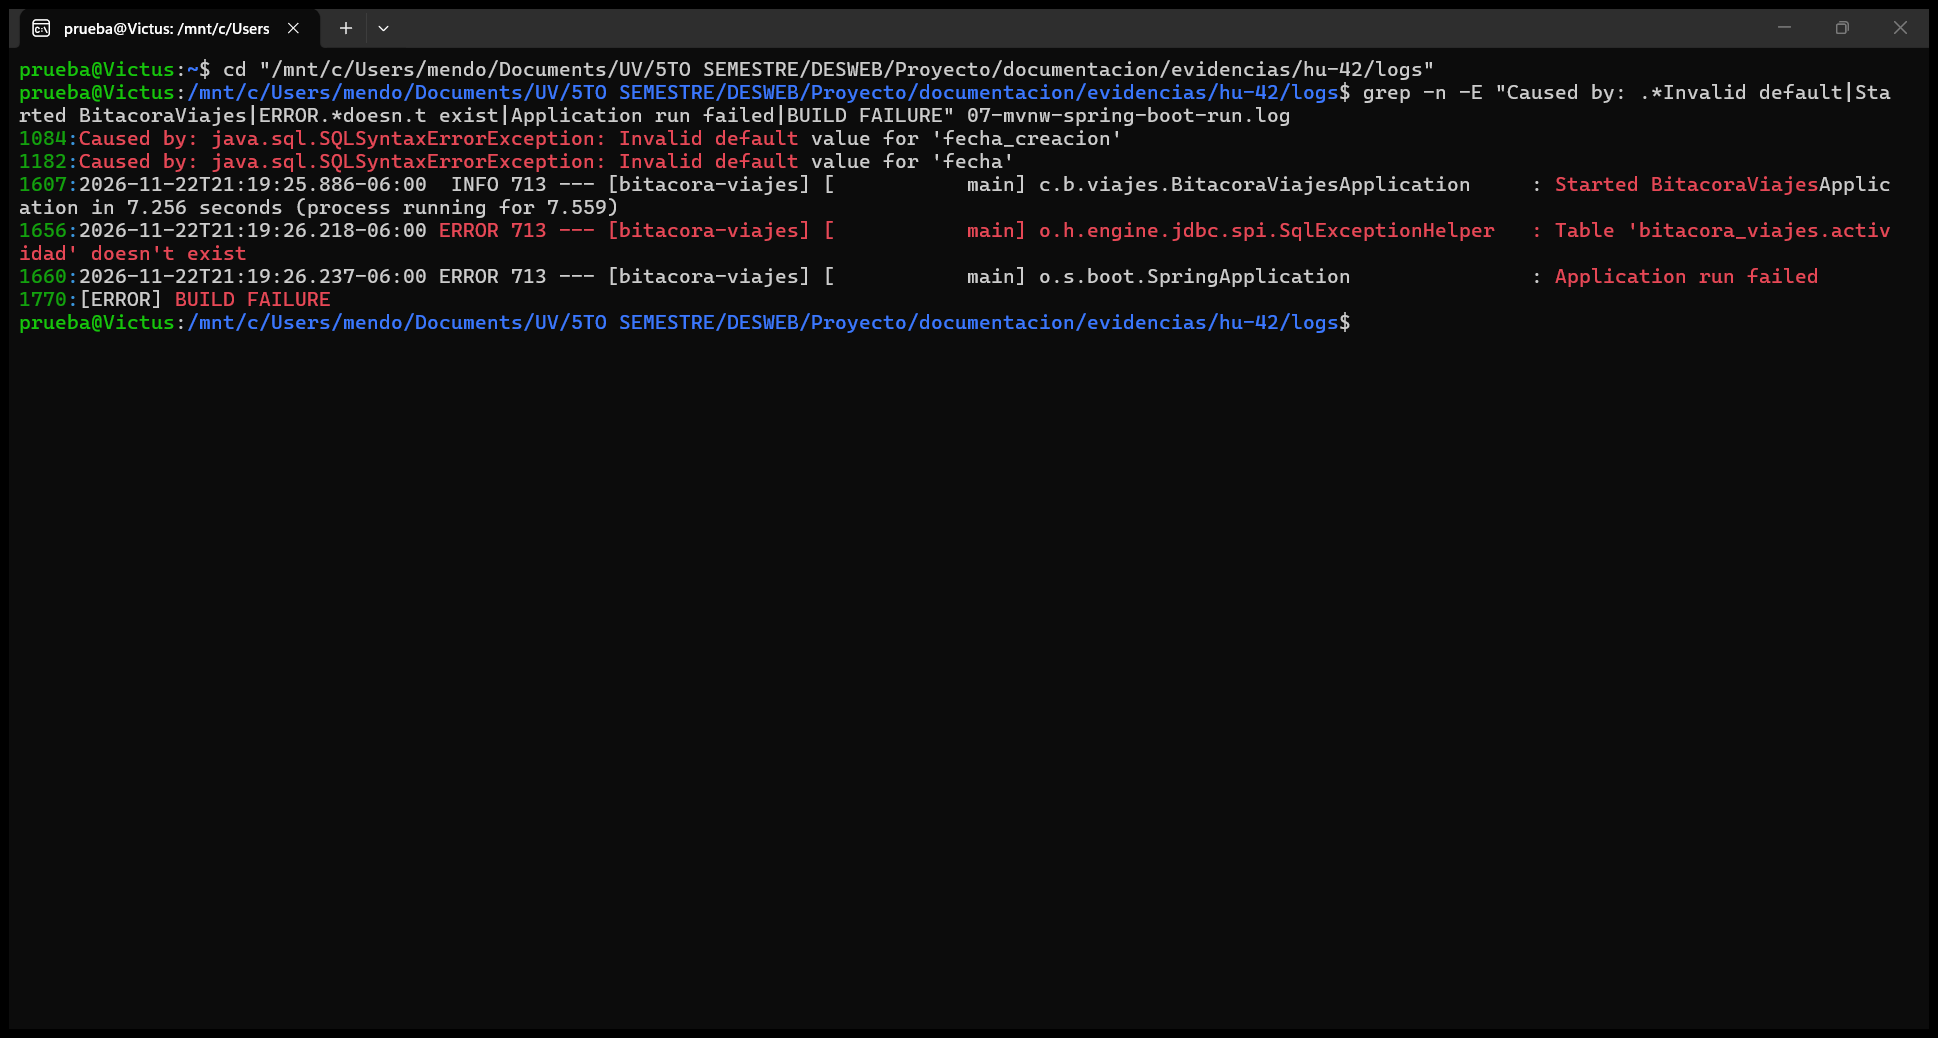 prueba@Victus: /mnt/c/Users
prueba@Victus:~$ cd "/mnt/c/Users/mendo/Documents/UV/5TO SEMESTRE/DESWEB/Proyecto/documentacion/evidencias/hu-42/logs"
prueba@Victus:/mnt/c/Users/mendo/Documents/UV/5TO SEMESTRE/DESWEB/Proyecto/documentacion/evidencias/hu-42/logs$ grep -n -E "Caused by: .*Invalid default|Sta
rted BitacoraViajes|ERROR.*doesn.t exist|Application run failed|BUILD FAILURE" 07-mvnw-spring-boot-run.log
1084:Caused by: java.sql.SQLSyntaxErrorException: Invalid default value for 'fecha_creacion'
1182:Caused by: java.sql.SQLSyntaxErrorException: Invalid default value for 'fecha'
1607:2026-11-22T21:19:25.886-06:00  INFO 713 --- [bitacora-viajes] [           main] c.b.viajes.BitacoraViajesApplication     : Started BitacoraViajesApplic
ation in 7.256 seconds (process running for 7.559)
1656:2026-11-22T21:19:26.218-06:00 ERROR 713 --- [bitacora-viajes] [           main] o.h.engine.jdbc.spi.SqlExceptionHelper   : Table 'bitacora_viajes.activ
idad' doesn't exist
1660:2026-11-22T21:19:26.237-06:00 ERROR 713 --- [bitacora-viajes] [           main] o.s.boot.SpringApplication               : Application run failed
1770:[ERROR] BUILD FAILURE
prueba@Victus:/mnt/c/Users/mendo/Documents/UV/5TO SEMESTRE/DESWEB/Proyecto/documentacion/evidencias/hu-42/logs$